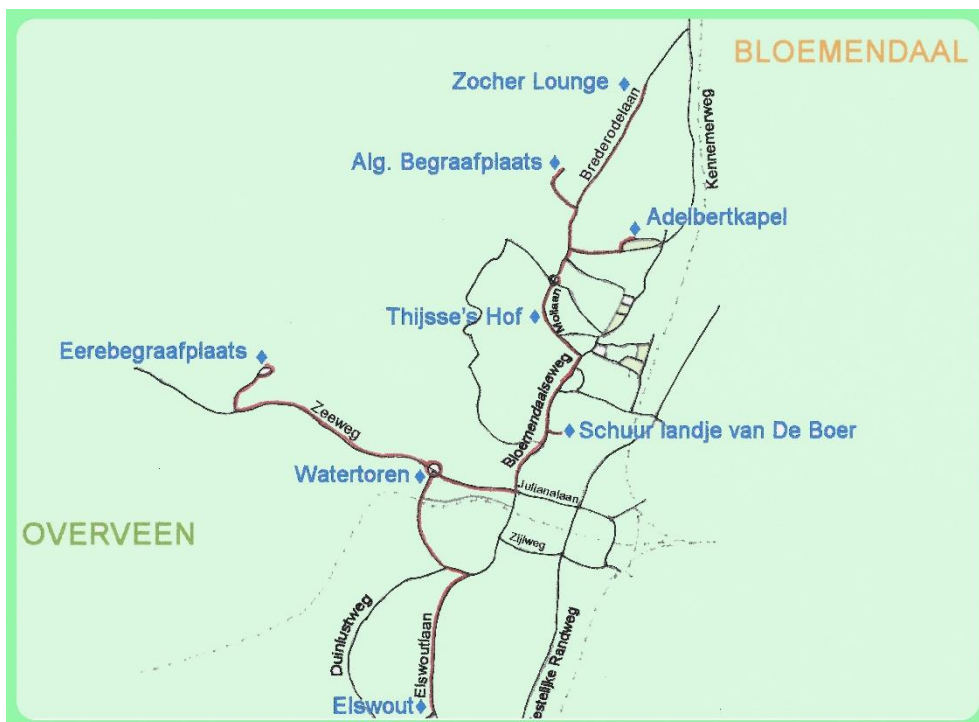 BLOEMENDAAL
Zocher Lounge
Brederodelaan
Kennemerweg
Alg. Begraafplaats
Adelbertkapel
Mollaan
Thijsse's Hof
Eerebegraafplaats
Zeeweg
Bloemendaalseweg
Schuur landje van De Boer
Watertoren
Julianalaan
OVERVEEN
Zijlweg
Duinlustweg
Elswoutlaan
estelijke Randweg
Elswout